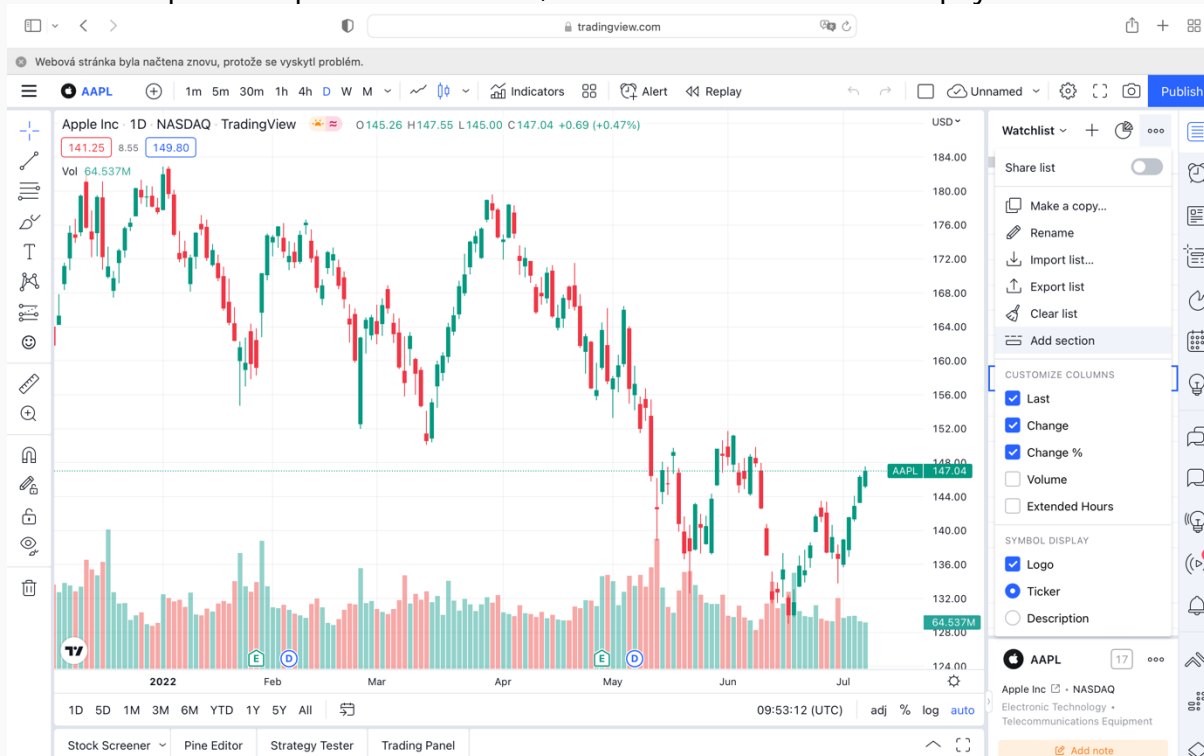 tradingview.com
Webová stránka byla načtena znovu, protože se vyskytl problém.
AAPL 1m 5m 30m 1h 4h D W M Indicators Alert Replay Unnamed Publish
Apple Inc · 1D · NASDAQ · TradingView O145.26 H147.55 L145.00 C147.04 +0.69 (+0.47%)
141.25 8.55 149.80
Vol 64.537M
USD
184.00
180.00
176.00
172.00
168.00
164.00
160.00
156.00
152.00
148.00
AAPL 147.04
144.00
140.00
136.00
132.00
64.537M
128.00
124.00
E D E D
2022 Feb Mar Apr May Jun Jul
1D 5D 1M 3M 6M YTD 1Y 5Y All 09:53:12 (UTC) adj % log auto
Stock Screener Pine Editor Strategy Tester Trading Panel
Watchlist
Share list
Make a copy...
Rename
Import list...
Export list
Clear list
Add section
CUSTOMIZE COLUMNS
Last
Change
Change %
Volume
Extended Hours
SYMBOL DISPLAY
Logo
Ticker
Description
AAPL 17
Apple Inc • NASDAQ
Electronic Technology •
Telecommunications Equipment
Add note